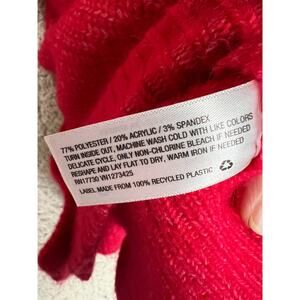 77% POLYESTER / 20% ACRYLIC / 3% SPANDEX
TURN INSIDE OUT, MACHINE WASH COLD WITH LIKE COLORS
DELICATE CYCLE, ONLY NON-CHLORINE BLEACH IF NEEDED
RESHAPE AND LAY FLAT TO DRY, WARM IRON IF NEEDED
RN17730 VN1273425
LABEL MADE FROM 100% RECYCLED PLASTIC